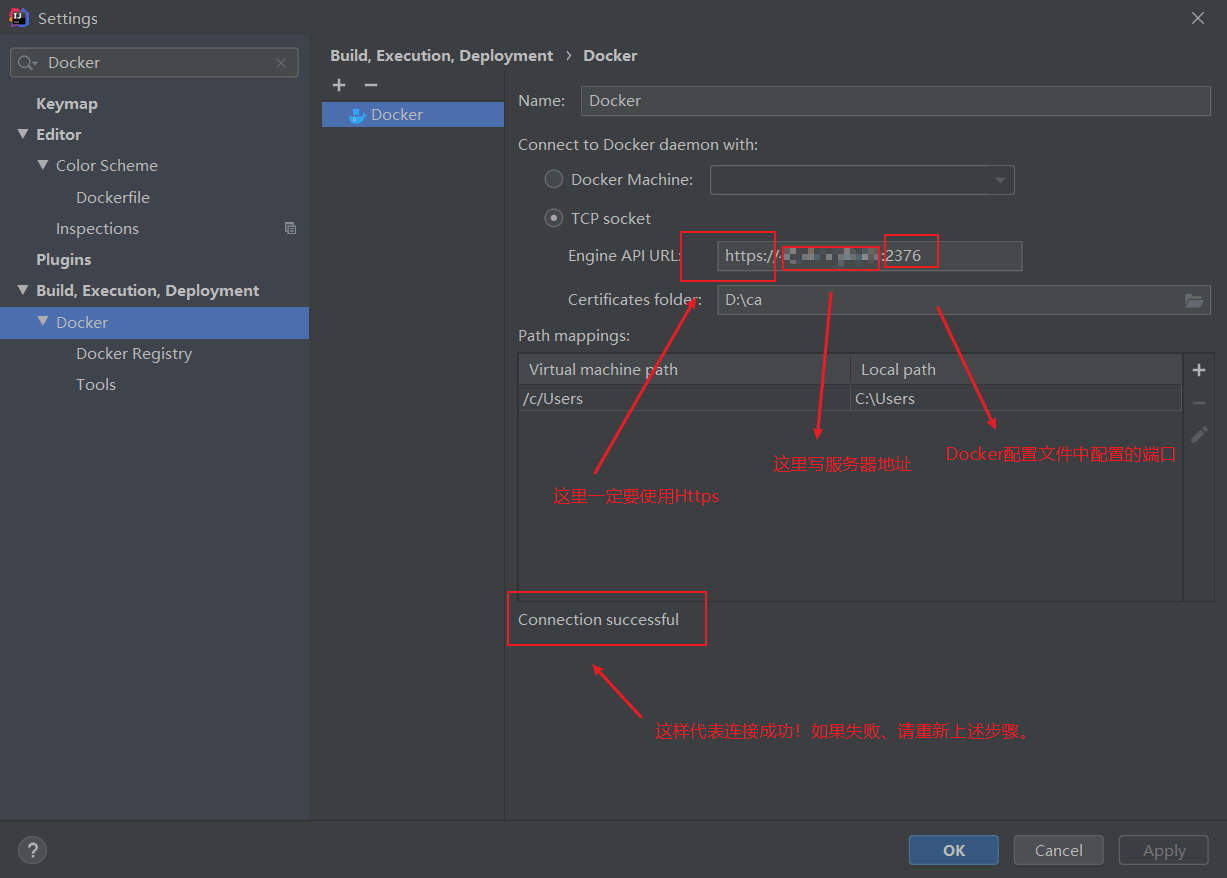 Settings
Docker
Keymap
Editor
Color Scheme
Dockerfile
Inspections
Plugins
Build, Execution, Deployment
Docker
Docker Registry
Tools
Build, Execution, Deployment › Docker
Docker
Name: Docker
Connect to Docker daemon with:
Docker Machine:
TCP socket
Engine API URL: https:// :2376
Certificates folder: D:\ca
Path mappings:
Virtual machine path Local path
/c/Users C:\Users
Docker配置文件中配置的端口
这里写服务器地址
这里一定要使用Https
Connection successful
这样代表连接成功！如果失败、请重新上述步骤。
? OK Cancel Apply